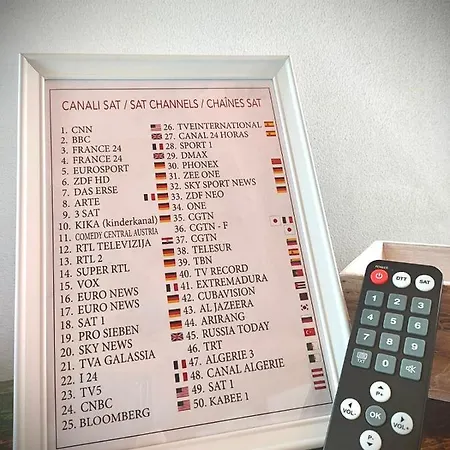 CANALI SAT / SAT CHANNELS / CHAÎNES SAT
1. CNN
2. BBC
3. FRANCE 24
4. FRANCE 24
5. EUROSPORT
6. ZDF HD
7. DAS ERSE
8. ARTE
9. 3 SAT
10. KIKA (kinderkanal)
11. COMEDY CENTRAL AUSTRIA
12. RTL TELEVIZIJA
13. RTL 2
14. SUPER RTL
15. VOX
16. EURO NEWS
17. EURO NEWS
18. SAT 1
19. PRO SIEBEN
20. SKY NEWS
21. TVA GALASSIA
22. I 24
23. TV5
24. CNBC
25. BLOOMBERG
26. TVEINTERNATIONAL
27. CANAL 24 HORAS
28. SPORT 1
29. DMAX
30. PHONEX
31. ZEE ONE
32. SKY SPORT NEWS
33. ZDF NEO
34. ONE
35. CGTN
36. CGTN - F
37. CGTN
38. TELESUR
39. TBN
40. TV RECORD
41. EXTREMADURA
42. CUBAVISION
43. AL JAZEERA
44. ARIRANG
45. RUSSIA TODAY
46. TRT
47. ALGERIE 3
48. CANAL ALGERIE
49. SAT 1
50. KABEE 1
POWER
DTT
SAT
1
2
3
4
5
6
7
8
9
TXT
0
P+
VOL-
OK
VOL+
P-